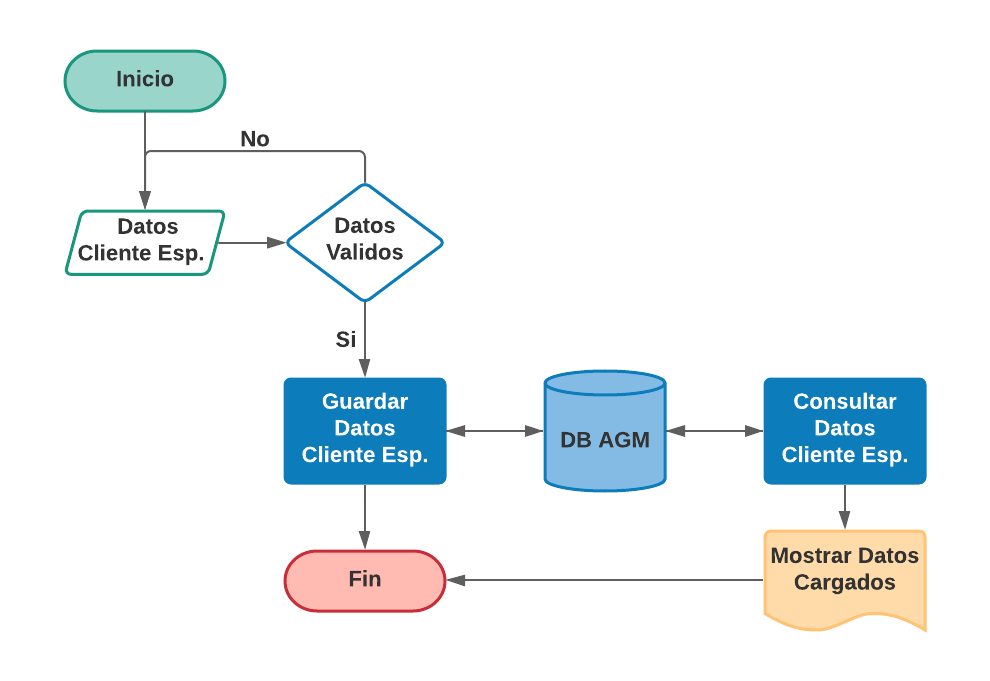 Inicio
No
Datos
Cliente Esp.
Datos
Validos
Si
Guardar
Datos
Cliente Esp.
DB AGM
Consultar
Datos
Cliente Esp.
Fin
Mostrar Datos
Cargados